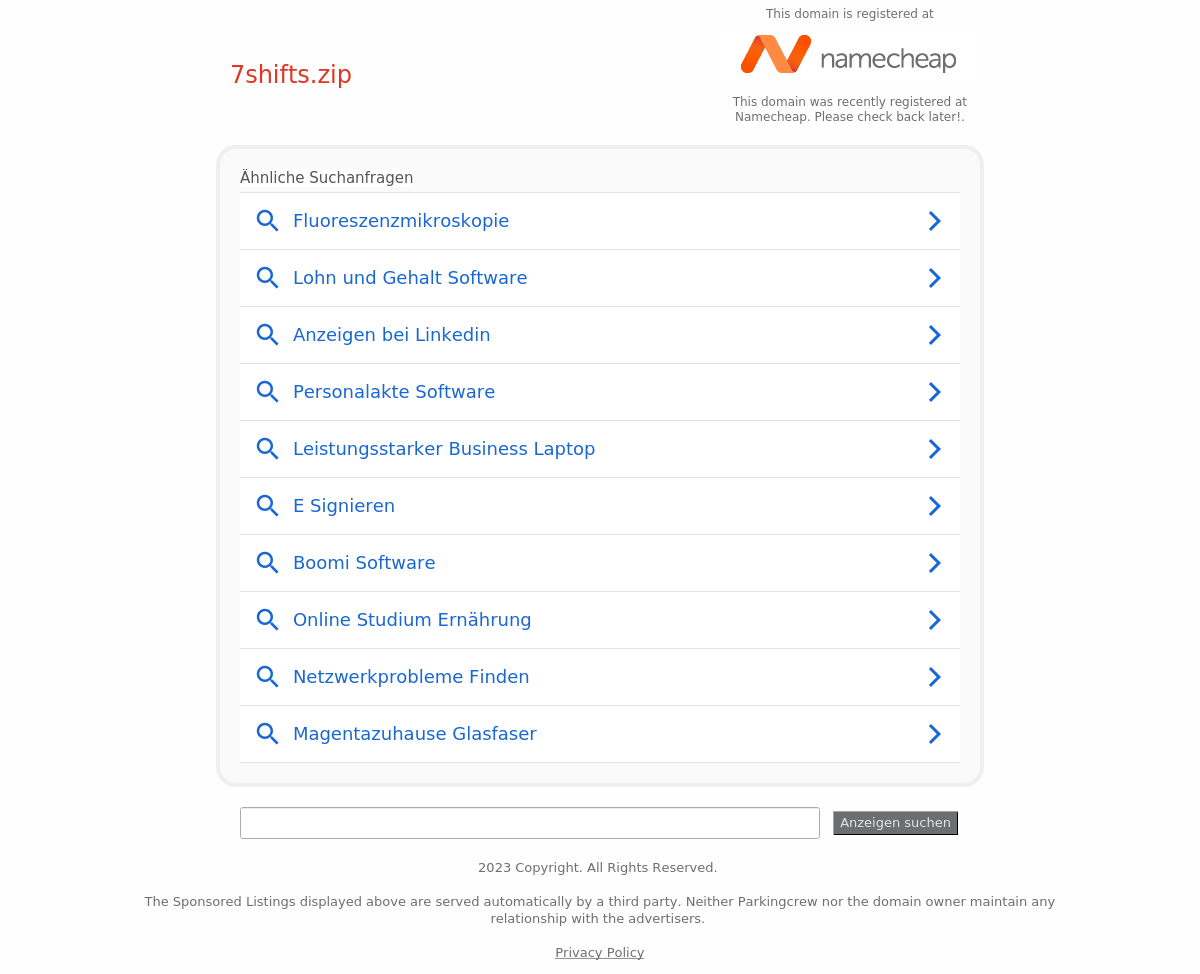 This domain is registered at
namecheap
7shifts.zip
This domain was recently registered at
Namecheap. Please check back later!.
Ähnliche Suchanfragen
Fluoreszenzmikroskopie
Lohn und Gehalt Software
Anzeigen bei Linkedin
Personalakte Software
Leistungsstarker Business Laptop
E Signieren
Boomi Software
Online Studium Ernährung
Netzwerkprobleme Finden
Magentazuhause Glasfaser
Anzeigen suchen
2023 Copyright. All Rights Reserved.
The Sponsored Listings displayed above are served automatically by a third party. Neither Parkingcrew nor the domain owner maintain any
relationship with the advertisers.
Privacy Policy